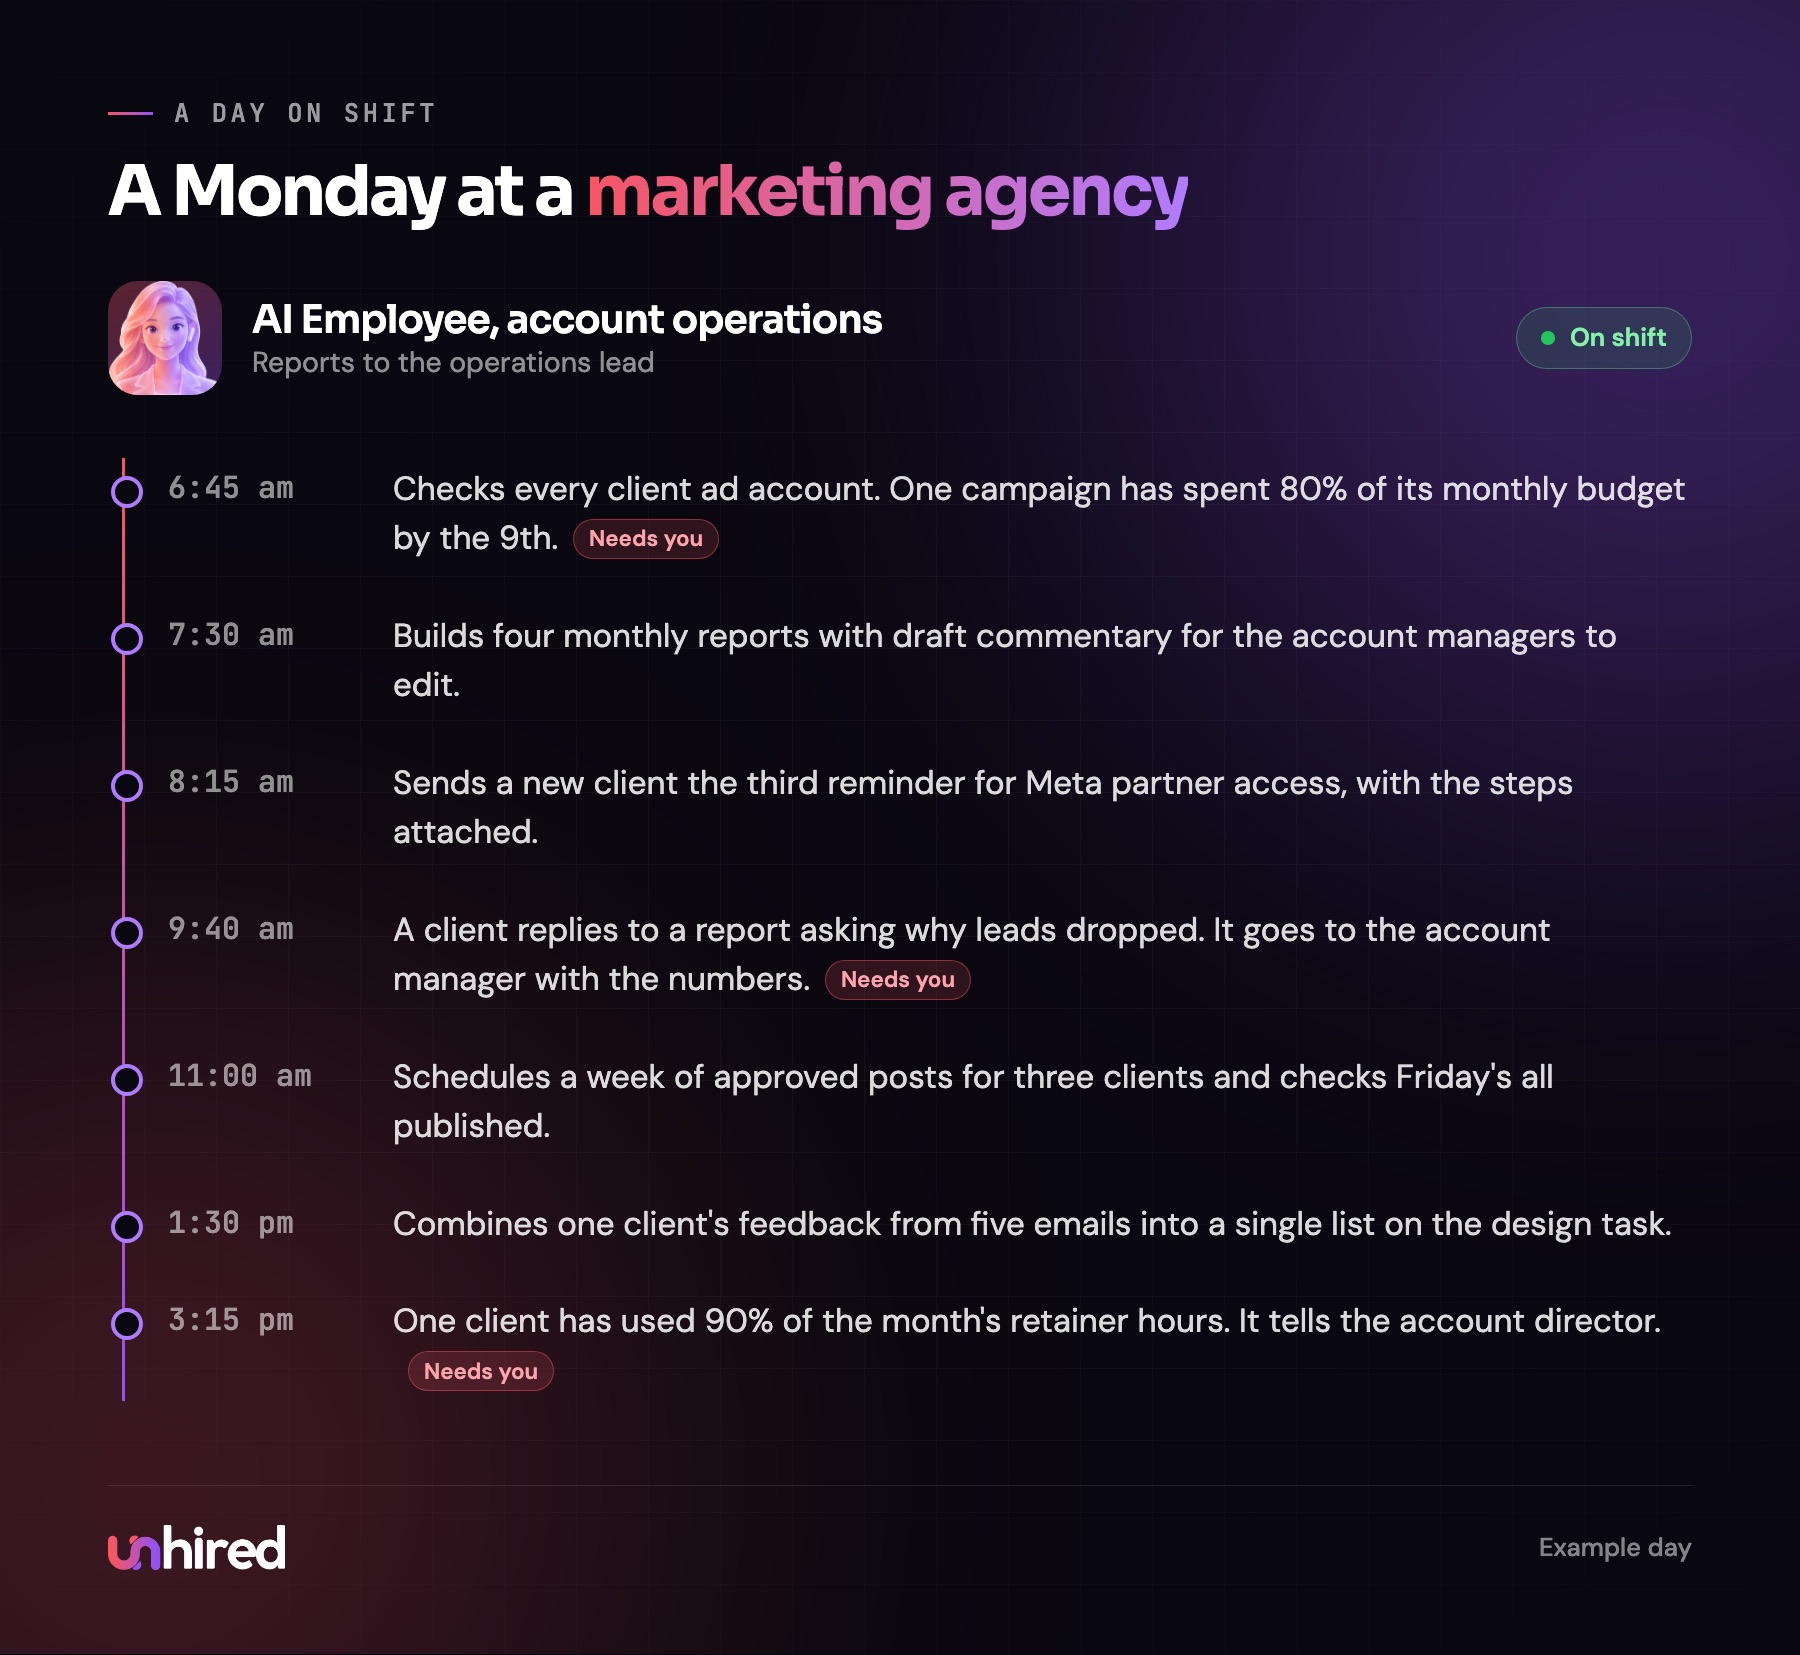 A DAY ON SHIFT
A Monday at a marketing agency
AI Employee, account operations
Reports to the operations lead
On shift
6:45 am
Checks every client ad account. One campaign has spent 80% of its monthly budget
by the 9th. Needs you
7:30 am
Builds four monthly reports with draft commentary for the account managers to
edit.
8:15 am
Sends a new client the third reminder for Meta partner access, with the steps
attached.
9:40 am
A client replies to a report asking why leads dropped. It goes to the account
manager with the numbers. Needs you
11:00 am
Schedules a week of approved posts for three clients and checks Friday's all
published.
1:30 pm
Combines one client's feedback from five emails into a single list on the design task.
3:15 pm
One client has used 90% of the month's retainer hours. It tells the account director.
Needs you
unhired
Example day